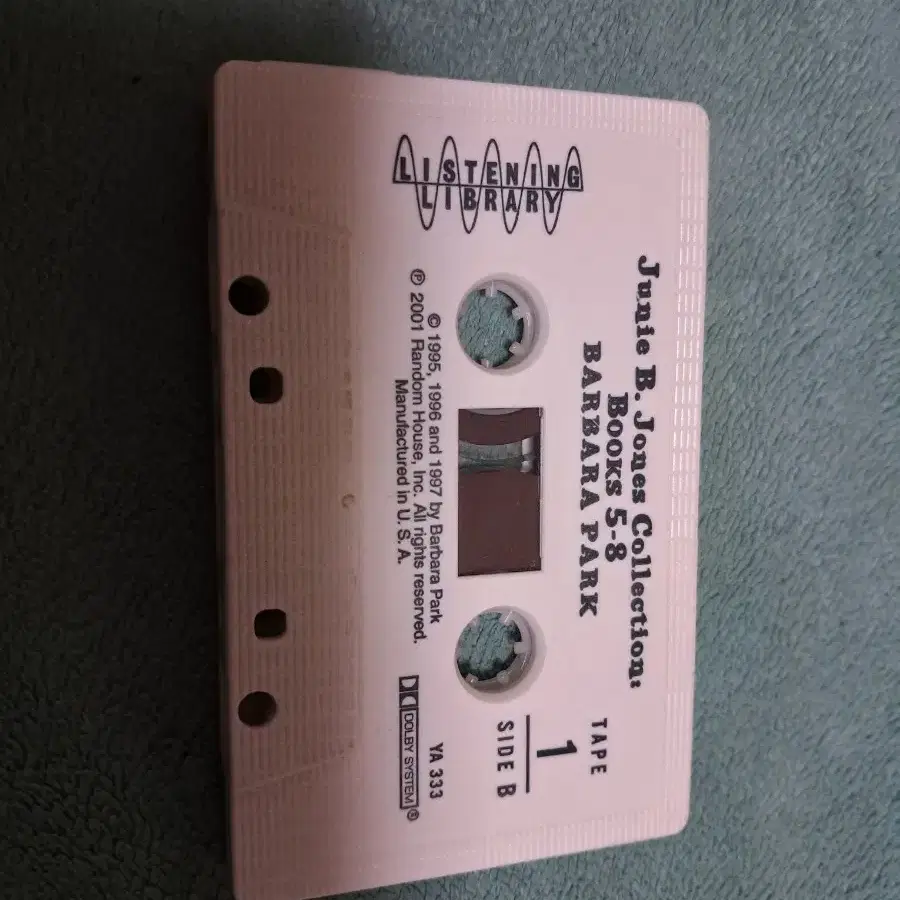 Junie B. Jones Collection:
BOOKS 5-8
BARBARA PARK
LISTENING
LIBRARY
TAPE
1
SIDE B
© 1995, 1996 and 1997 by Barbara Park
℗ 2001 Random House, Inc. All rights reserved.
Manufactured in U. S. A.
YA 333
DOLBY SYSTEM®